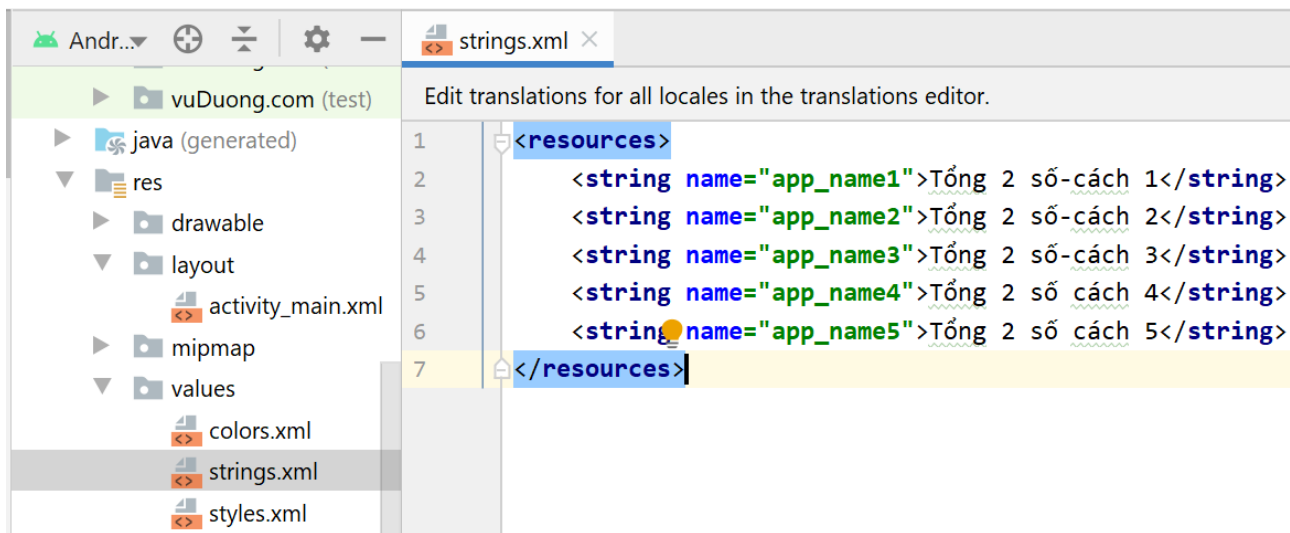 Andr...
vuDuong.com (test)
java (generated)
res
drawable
layout
activity_main.xml
mipmap
values
colors.xml
strings.xml
styles.xml
strings.xml
Edit translations for all locales in the translations editor.
1 <resources>
2 <string name="app_name1">Tổng 2 số-cách 1</string>
3 <string name="app_name2">Tổng 2 số-cách 2</string>
4 <string name="app_name3">Tổng 2 số-cách 3</string>
5 <string name="app_name4">Tổng 2 số cách 4</string>
6 <string name="app_name5">Tổng 2 số cách 5</string>
7 </resources>